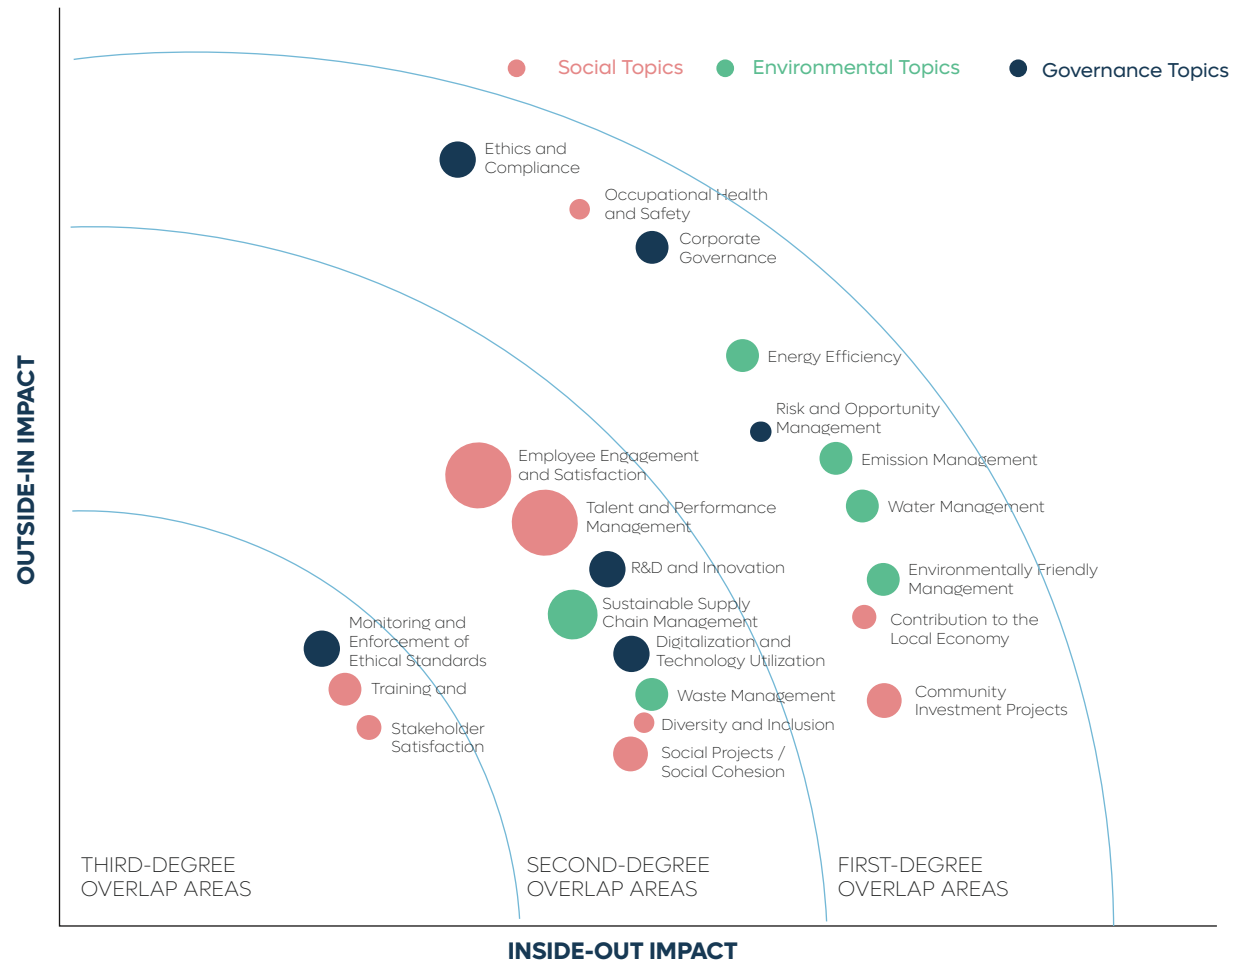 Social Topics
Environmental Topics
Governance Topics
Ethics and
Compliance
Occupational Health
and Safety
Corporate
Governance
Energy Efficiency
Risk and Opportunity
Management
Emission Management
Water Management
Employee Engagement
and Satisfaction
Talent and Performance
Management
R&D and Innovation
Environmentally Friendly
Management
Sustainable Supply
Chain Management
Contribution to the
Local Economy
Monitoring and
Enforcement of
Ethical Standards
Digitalization and
Technology Utilization
Training and
Waste Management
Community
Investment Projects
Stakeholder
Satisfaction
Diversity and Inclusion
Social Projects /
Social Cohesion
OUTSIDE-IN IMPACT
THIRD-DEGREE
OVERLAP AREAS
SECOND-DEGREE
OVERLAP AREAS
FIRST-DEGREE
OVERLAP AREAS
INSIDE-OUT IMPACT